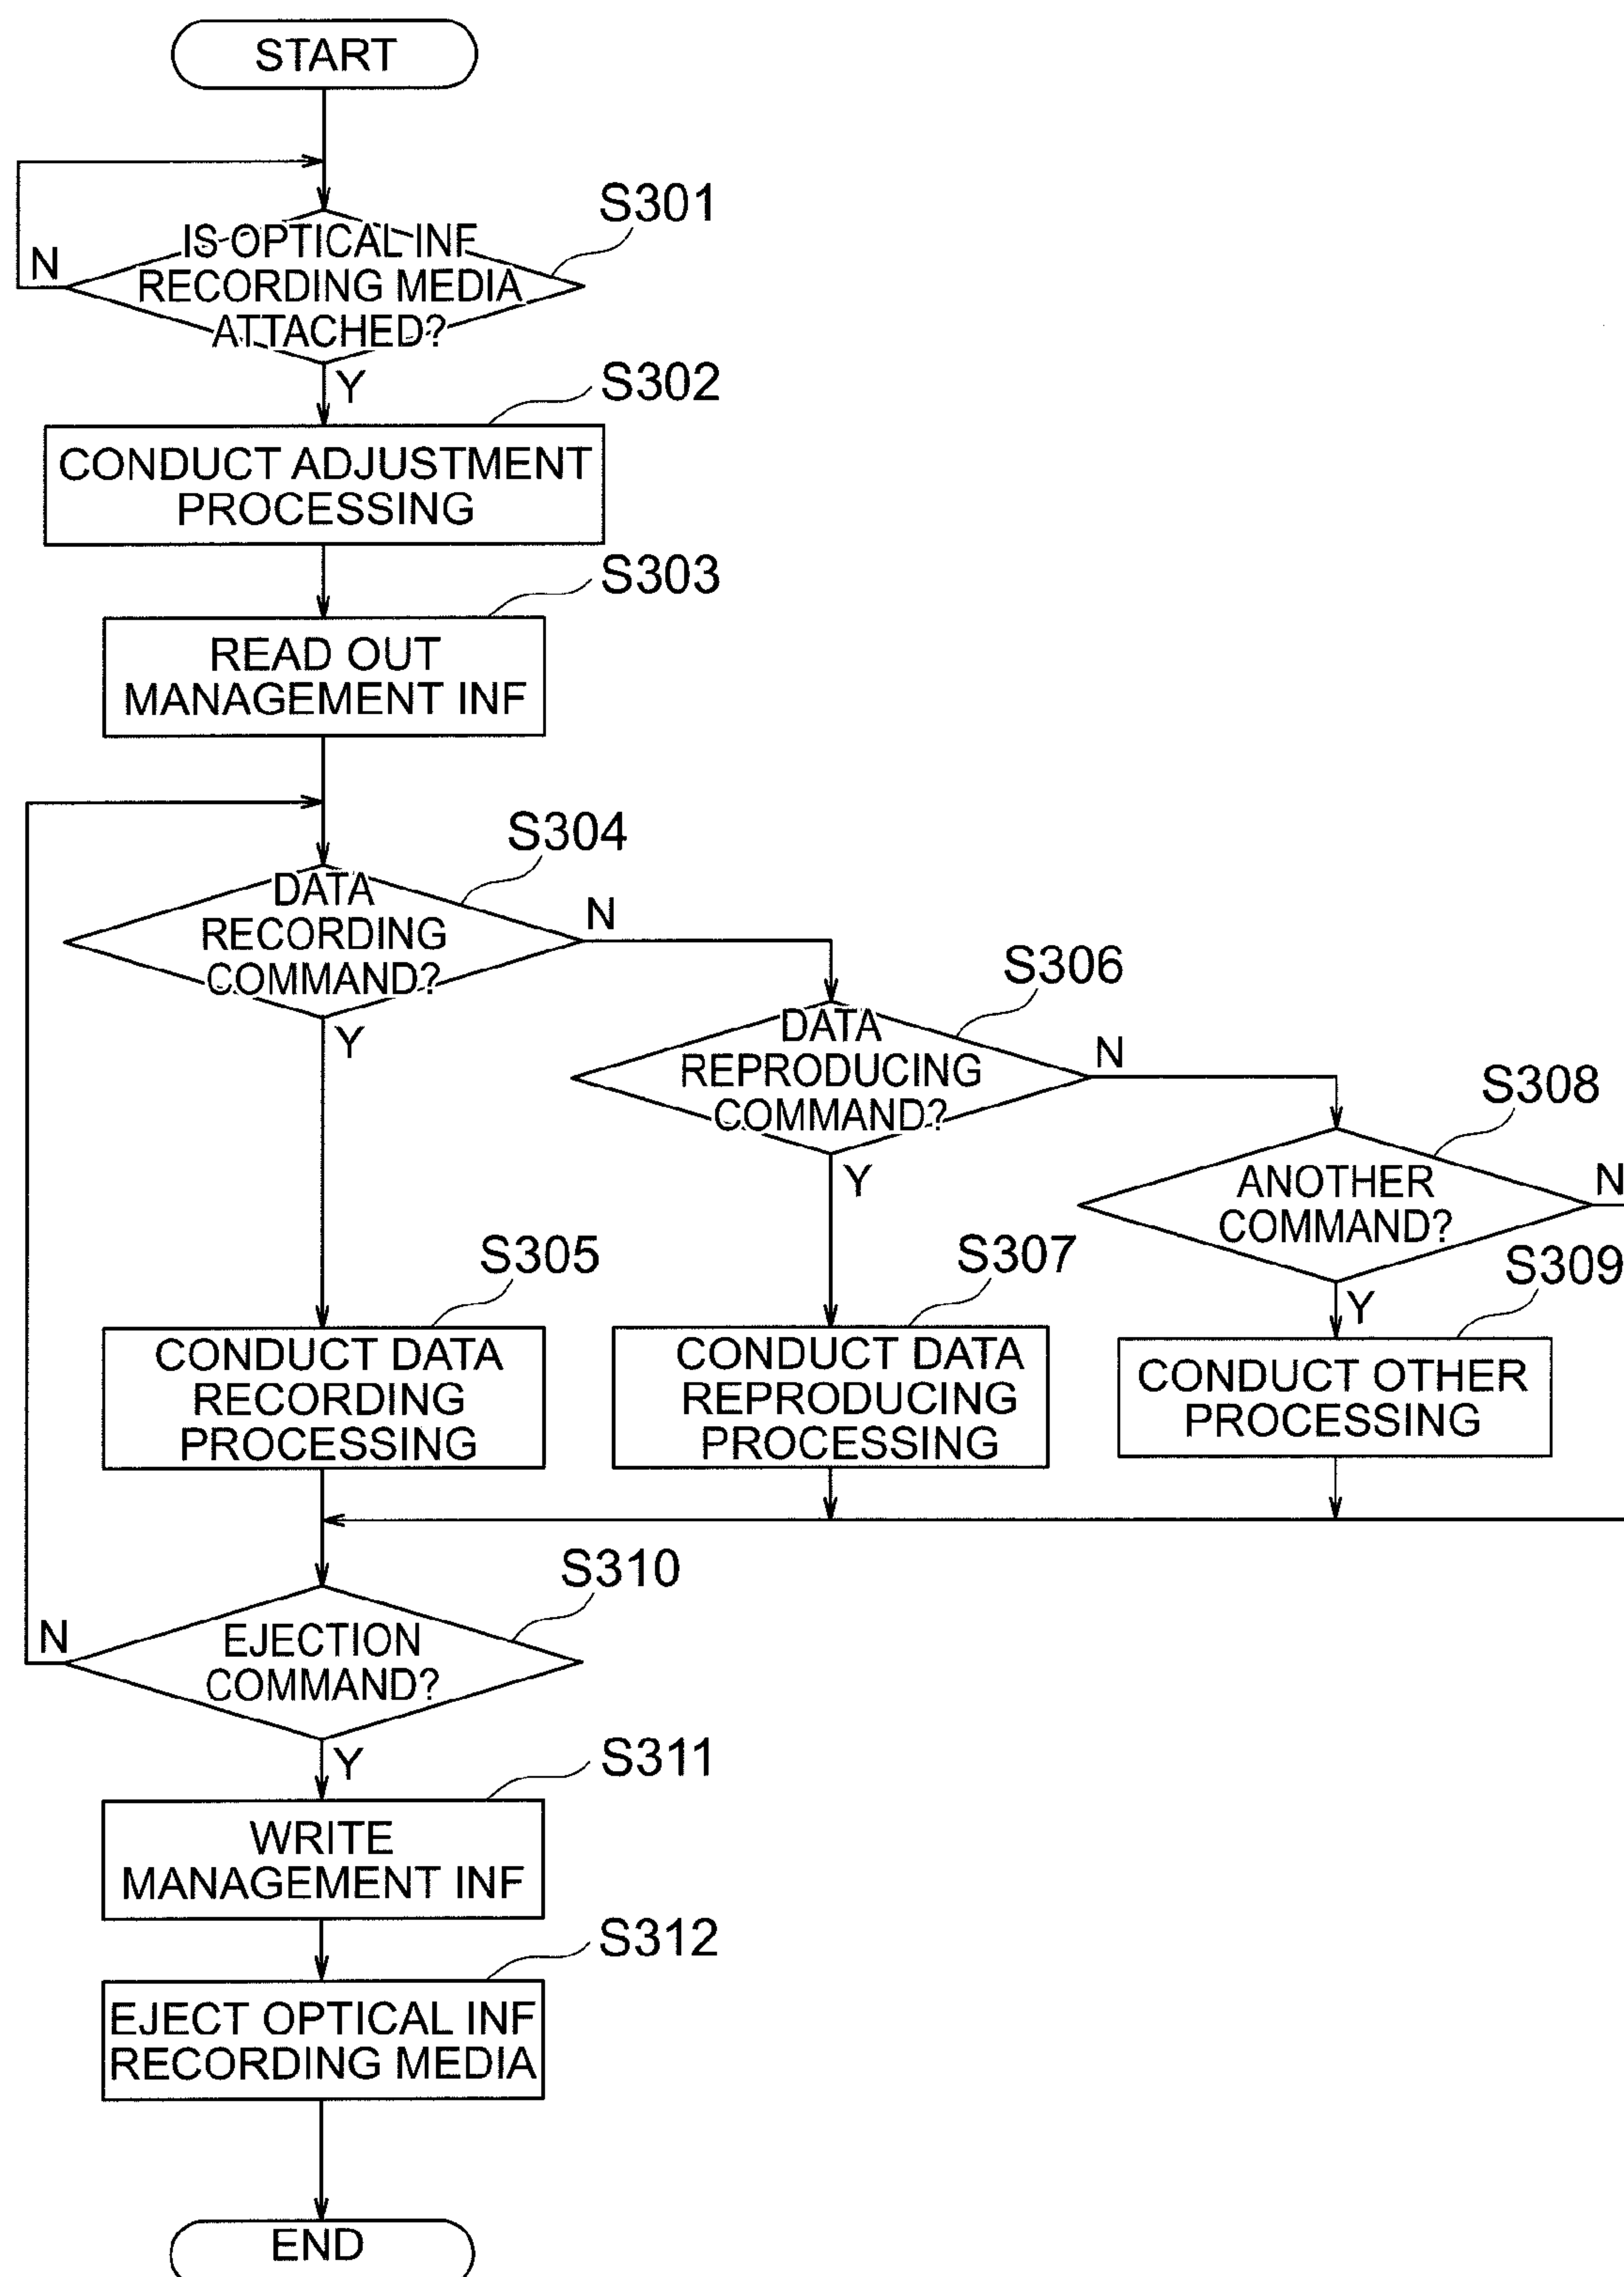 START
S301
IS OPTICAL INF
RECORDING MEDIA
ATTACHED?
N
Y
S302
CONDUCT ADJUSTMENT
PROCESSING
S303
READ OUT
MANAGEMENT INF
S304
DATA
RECORDING
COMMAND?
N
Y
S306
DATA
REPRODUCING
COMMAND?
N
Y
S308
ANOTHER
COMMAND?
N
Y
S305
CONDUCT DATA
RECORDING
PROCESSING
S307
CONDUCT DATA
REPRODUCING
PROCESSING
S309
CONDUCT OTHER
PROCESSING
S310
EJECTION
COMMAND?
N
Y
S311
WRITE
MANAGEMENT INF
S312
EJECT OPTICAL INF
RECORDING MEDIA
END